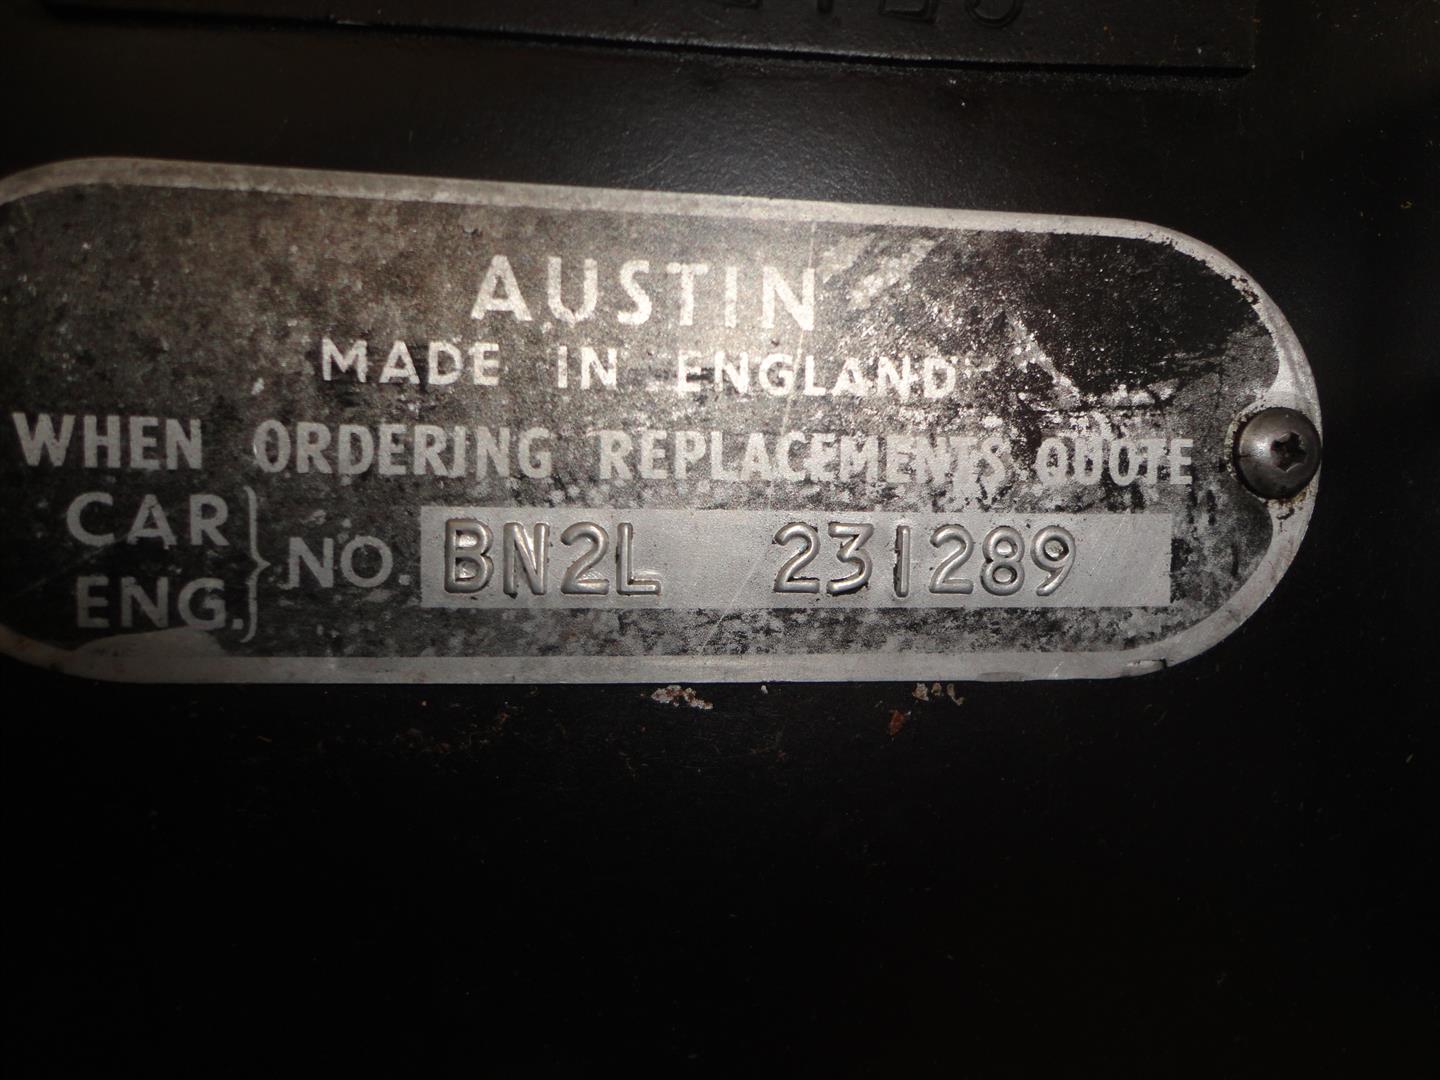 AUSTIN
MADE IN ENGLAND
WHEN ORDERING REPLACEMENTS QUOTE
CAR
ENG. } NO. BN2L 231289